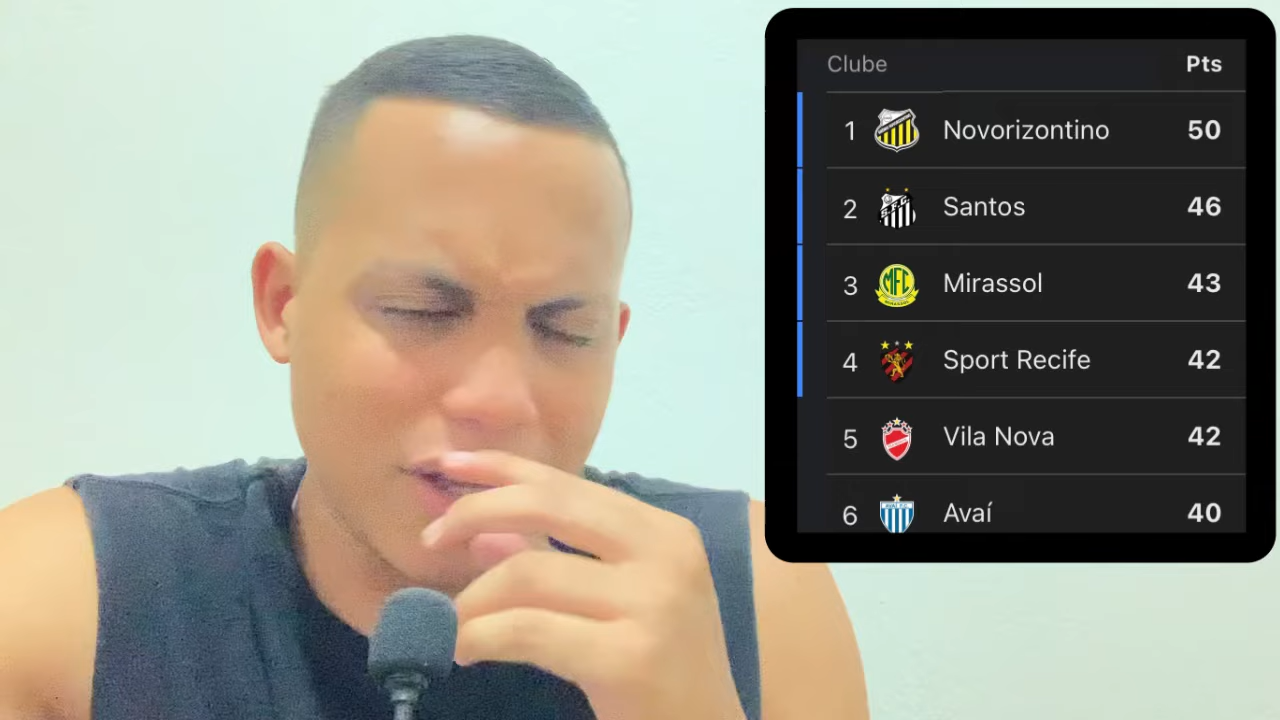 Clube Pts
1 Novorizontino 50
2 Santos 46
3 Mirassol 43
4 Sport Recife 42
5 Vila Nova 42
6 Avaí 40